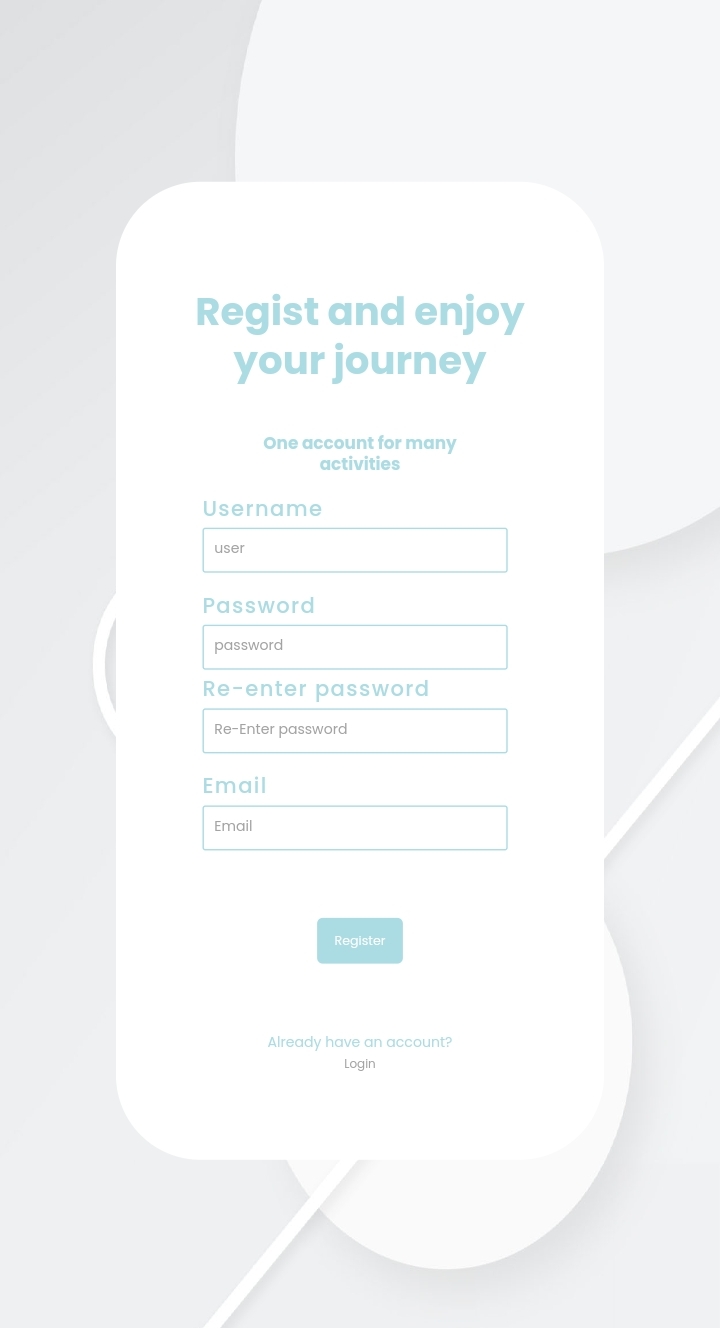 Regist and enjoy
your journey
One account for many
activities
Username
user
Password
password
Re-enter password
Re-Enter password
Email
Email
Register
Already have an account?
Login